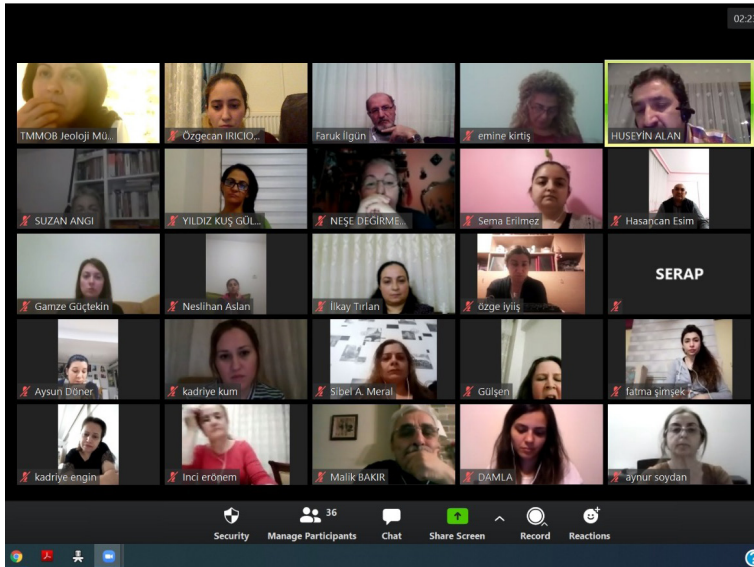 02:23
TMMOB Jeoloji Mü...
Özgecan IRICIO...
Faruk İlgün
emine kirtiş
HUSEYİN ALAN
SUZAN ANGI
YILDIZ KUŞ GÜL...
NEŞE DEĞİRME...
Sema Erilmez
Hasancan Esim
Gamze Güçtekin
Neslihan Aslan
İlkay Tırlan
özge iyiiş
SERAP
Aysun Döner
kadriye kum
Sibel A. Meral
Gülşen
fatma şimşek
kadriye engin
Inci erönem
Malik BAKIR
DAMLA
aynur soydan
36
Security
Manage Participants
Chat
Share Screen
Record
Reactions